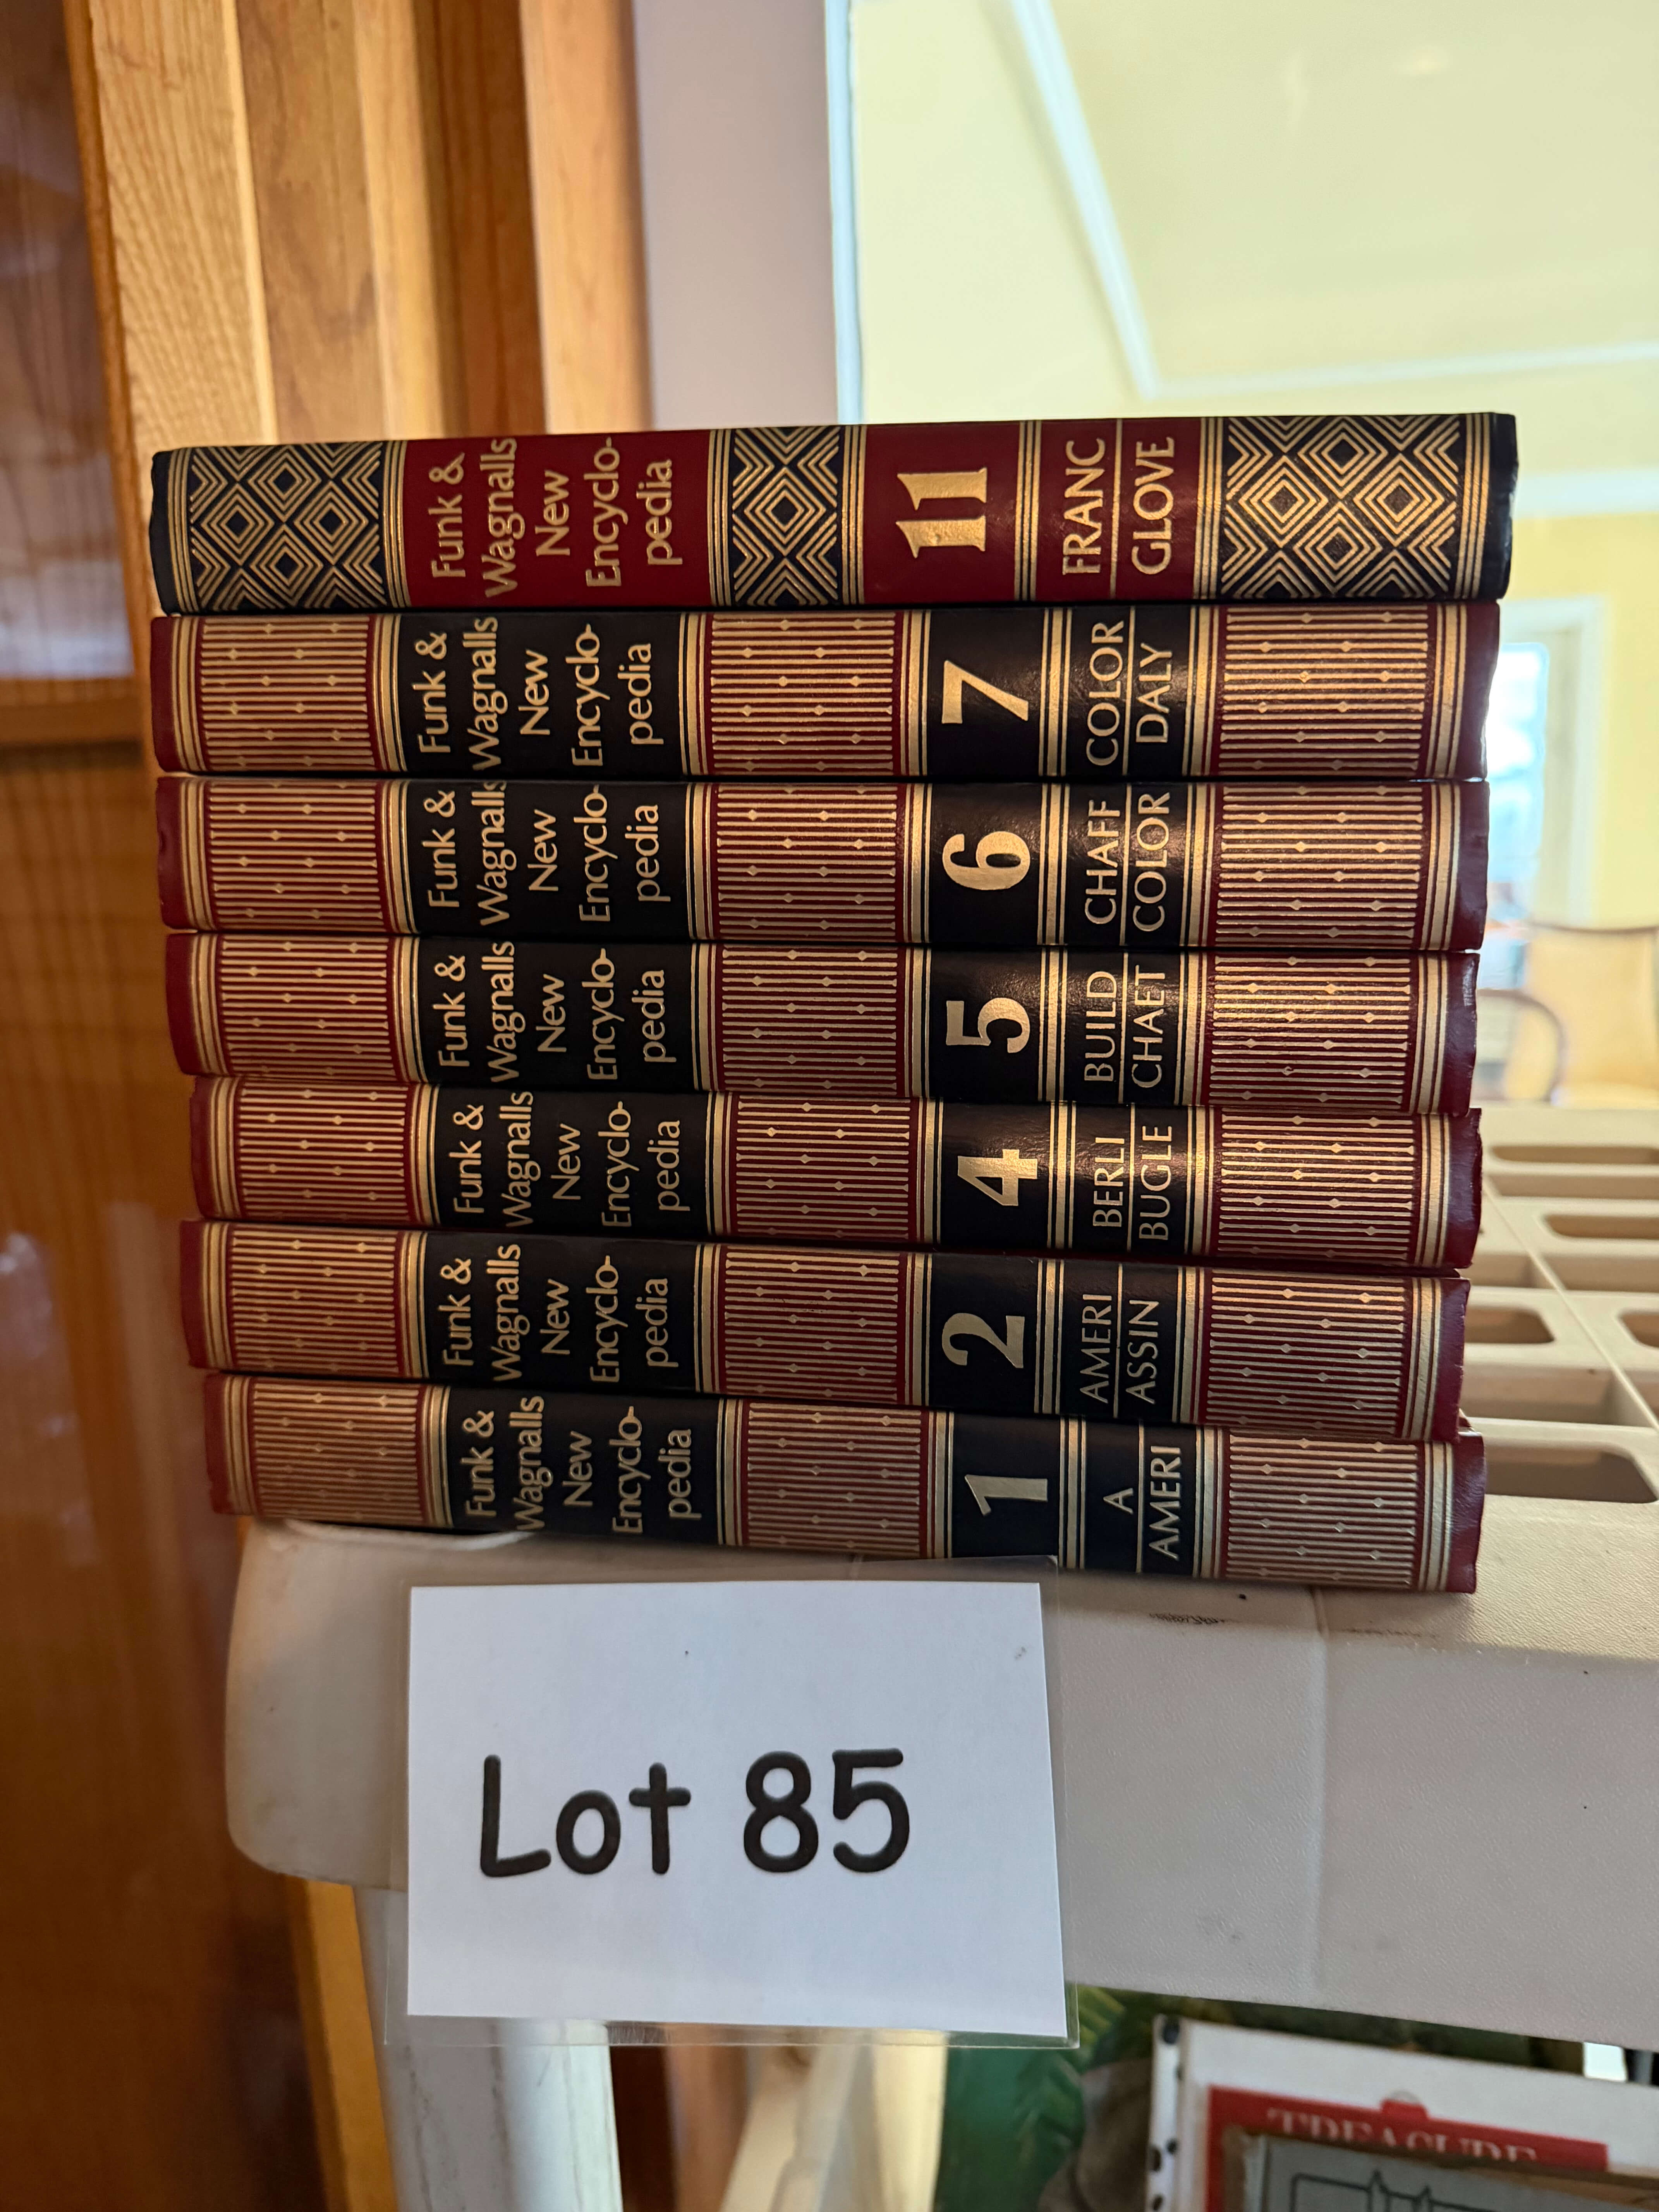 Funk &
Wagnalls
New
Encyclo-
pedia
11
FRANC
GLOVE
Funk &
Wagnalls
New
Encyclo-
pedia
7
COLOR
DALY
Funk &
Wagnalls
New
Encyclo-
pedia
6
CHAFF
COLOR
Funk &
Wagnalls
New
Encyclo-
pedia
5
BUILD
CHAET
Funk &
Wagnalls
New
Encyclo-
pedia
4
BERLI
BUGLE
Funk &
Wagnalls
New
Encyclo-
pedia
2
AMERI
ASSIN
Funk &
Wagnalls
New
Encyclo-
pedia
1
A
AMERI
Lot 85
TREASURE